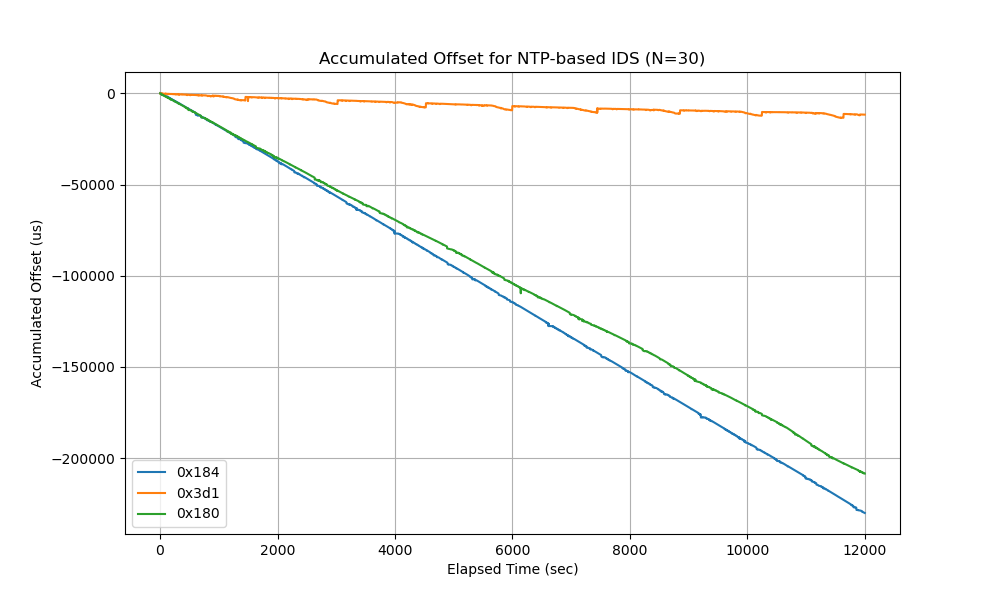 Accumulated Offset for NTP-based IDS (N=30)
Accumulated Offset (us)
0
−50000
−100000
−150000
−200000
0x184
0x3d1
0x180
0 2000 4000 6000 8000 10000 12000
Elapsed Time (sec)